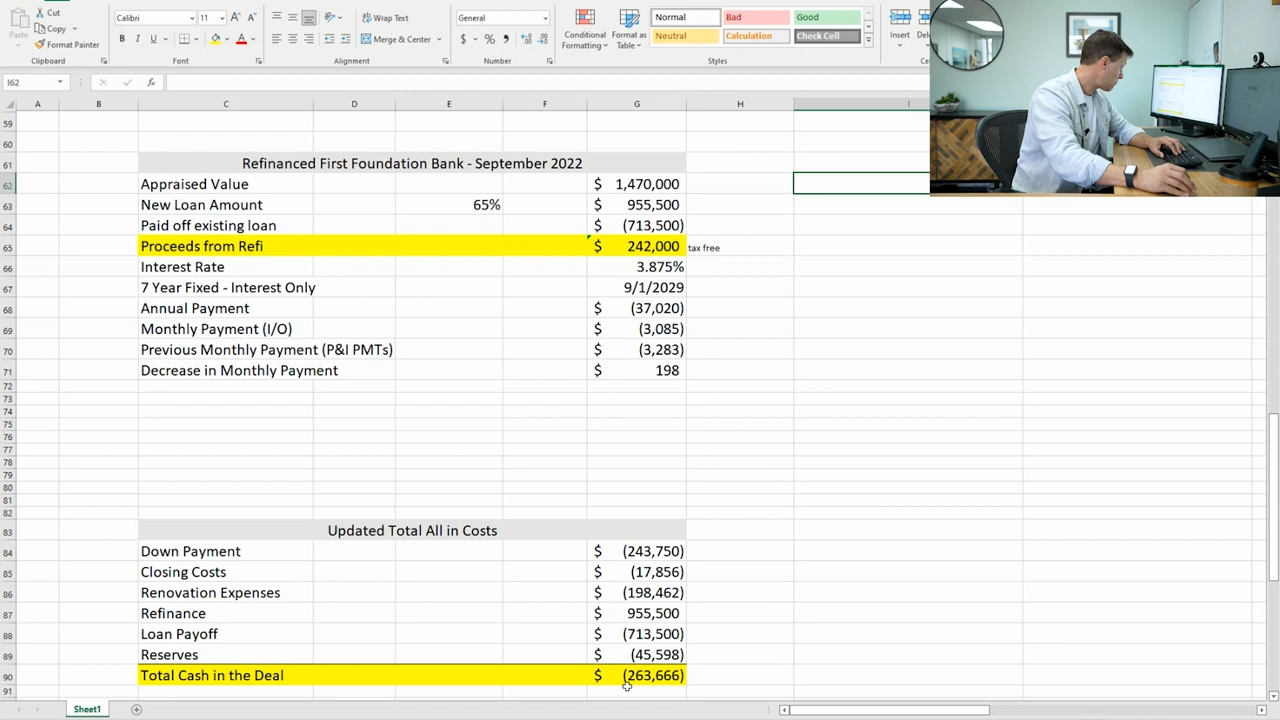 Cut
Calibri
11
General
Normal
Bad
Good
Copy
Wrap Text
Paste
Format Painter
B I U
Merge & Center
$ % ,
Conditional Formatting
Format as Table
Neutral
Calculation
Check Cell
Insert
Clipboard
Font
Alignment
Number
Styles
I62
fx
A B C D E F G H I
59
60
61 Refinanced First Foundation Bank - September 2022
62 Appraised Value $ 1,470,000
63 New Loan Amount 65% $ 955,500
64 Paid off existing loan $ (713,500)
65 Proceeds from Refi $ 242,000 tax free
66 Interest Rate 3.875%
67 7 Year Fixed - Interest Only 9/1/2029
68 Annual Payment $ (37,020)
69 Monthly Payment (I/O) $ (3,085)
70 Previous Monthly Payment (P&I PMTs) $ (3,283)
71 Decrease in Monthly Payment $ 198
72
73
74
75
76
77
78
79
80
81
82
83 Updated Total All in Costs
84 Down Payment $ (243,750)
85 Closing Costs $ (17,856)
86 Renovation Expenses $ (198,462)
87 Refinance $ 955,500
88 Loan Payoff $ (713,500)
89 Reserves $ (45,598)
90 Total Cash in the Deal $ (263,666)
91
Sheet1